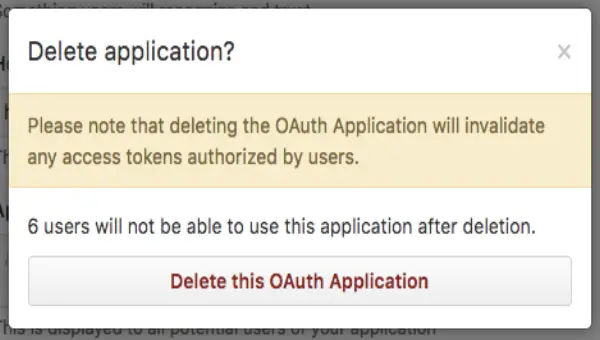 Something users will recognize and trust
Delete application?
×
Please note that deleting the OAuth Application will invalidate
any access tokens authorized by users.
6 users will not be able to use this application after deletion.
Delete this OAuth Application
This is displayed to all potential users of your application